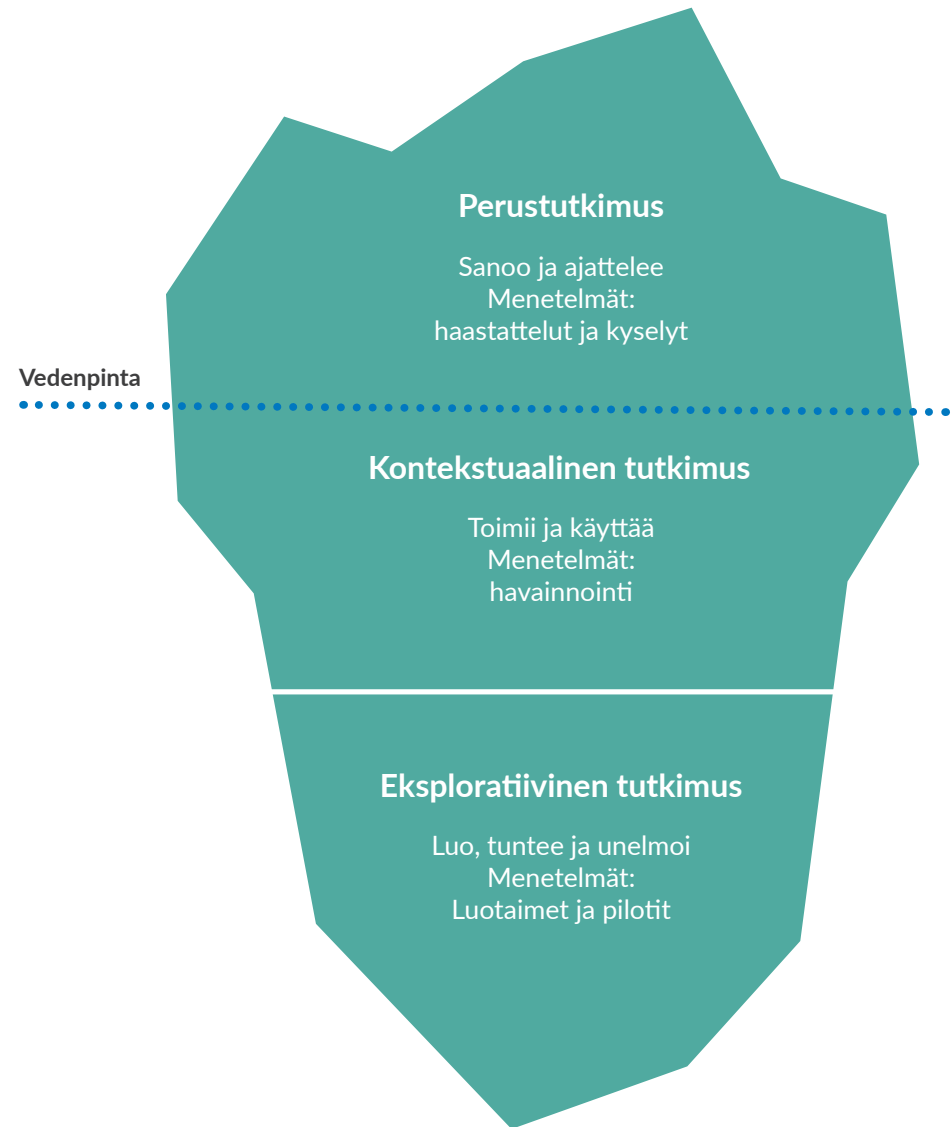 Perustutkimus
Sanoo ja ajattelee
Menetelmät:
haastattelut ja kyselyt
Vedenpinta
Kontekstuaalinen tutkimus
Toimii ja käyttää
Menetelmät:
havainnointi
Eksploratiivinen tutkimus
Luo, tuntee ja unelmoi
Menetelmät:
Luotaimet ja pilotit